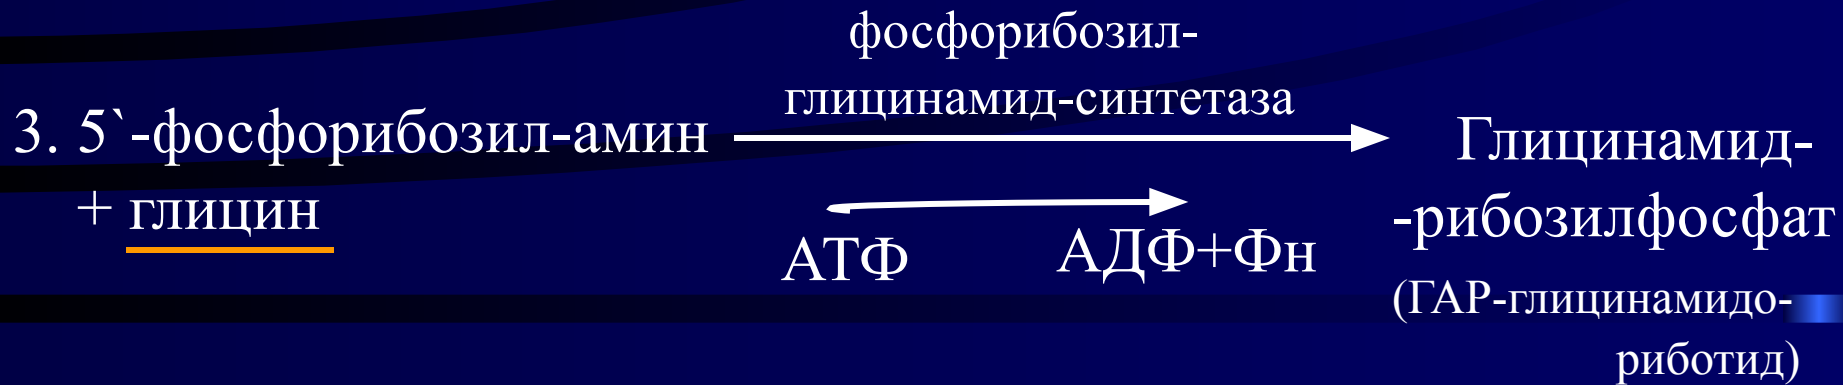 фосфорибозил-
глицинамид-синтетаза
3. 5`-фосфорибозил-амин
+ глицин
АТФ
АДФ+Фн
Глицинамид-
-рибозилфосфат
(ГАР-глицинамидо-
риботид)